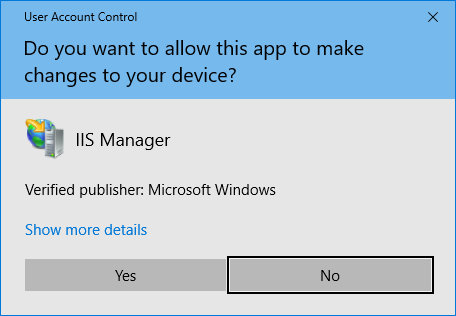 User Account Control
Do you want to allow this app to make
changes to your device?
IIS Manager
Verified publisher: Microsoft Windows
Show more details
Yes
No